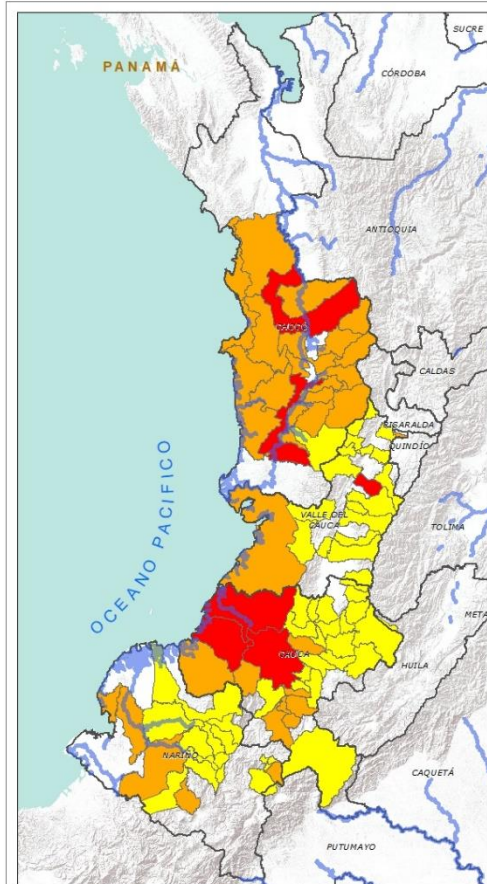 SUCRE
PANAMÁ
CÓRDOBA
ANTIOQUIA
CHOCÓ
CALDAS
RISARALDA
QUINDÍO
OCEANO PACIFICO
VALLE DEL
CAUCA
TOLIMA
META
CAUCA
HUILA
NARIÑO
CAQUETÁ
PUTUMAYO